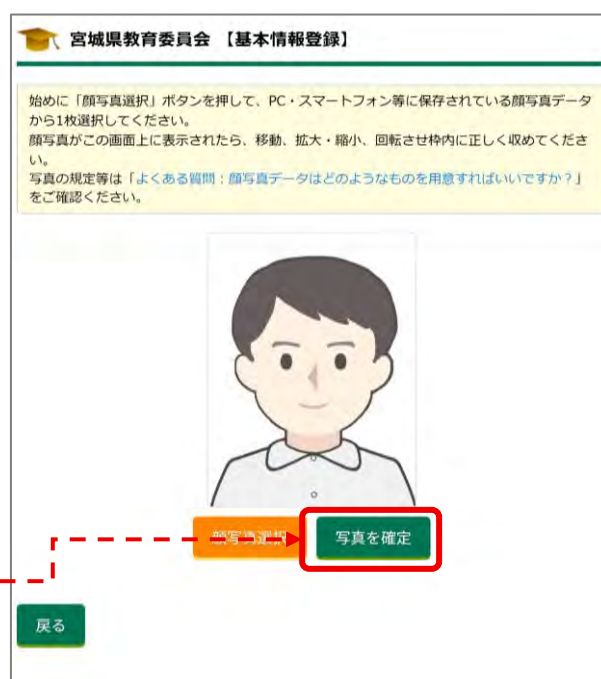 宮城県教育委員会 【基本情報登録】
始めに「顔写真選択」ボタンを押して、PC・スマートフォン等に保存されている顔写真データ
から1枚選択してください。
顔写真がこの画面上に表示されたら、移動、拡大・縮小、回転させ枠内に正しく収めてくださ
い。
写真の規定等は「よくある質問：顔写真データはどのようなものを用意すればいいですか？」
をご確認ください。
顔写真選択
写真を確定
戻る